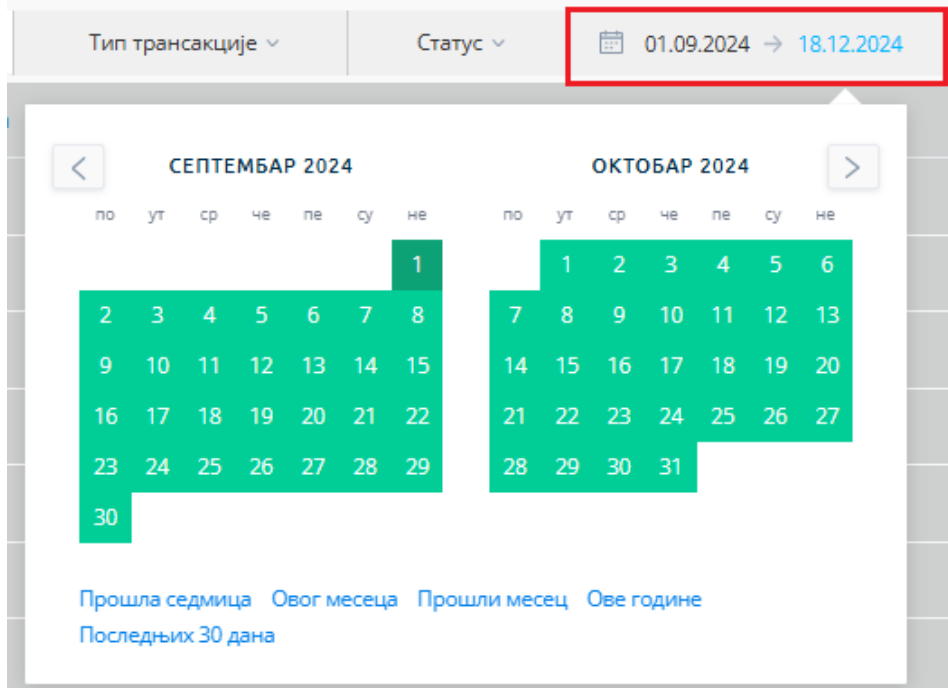 Тип трансакције Статус 01.09.2024 → 18.12.2024
СЕПТЕМБАР 2024
по ут ср че пе су не
1
2 3 4 5 6 7 8
9 10 11 12 13 14 15
16 17 18 19 20 21 22
23 24 25 26 27 28 29
30
ОКТОБАР 2024
по ут ср че пе су не
1 2 3 4 5 6
7 8 9 10 11 12 13
14 15 16 17 18 19 20
21 22 23 24 25 26 27
28 29 30 31
Прошла седмица Овог месеца Прошли месец Ове године
Последњих 30 дана